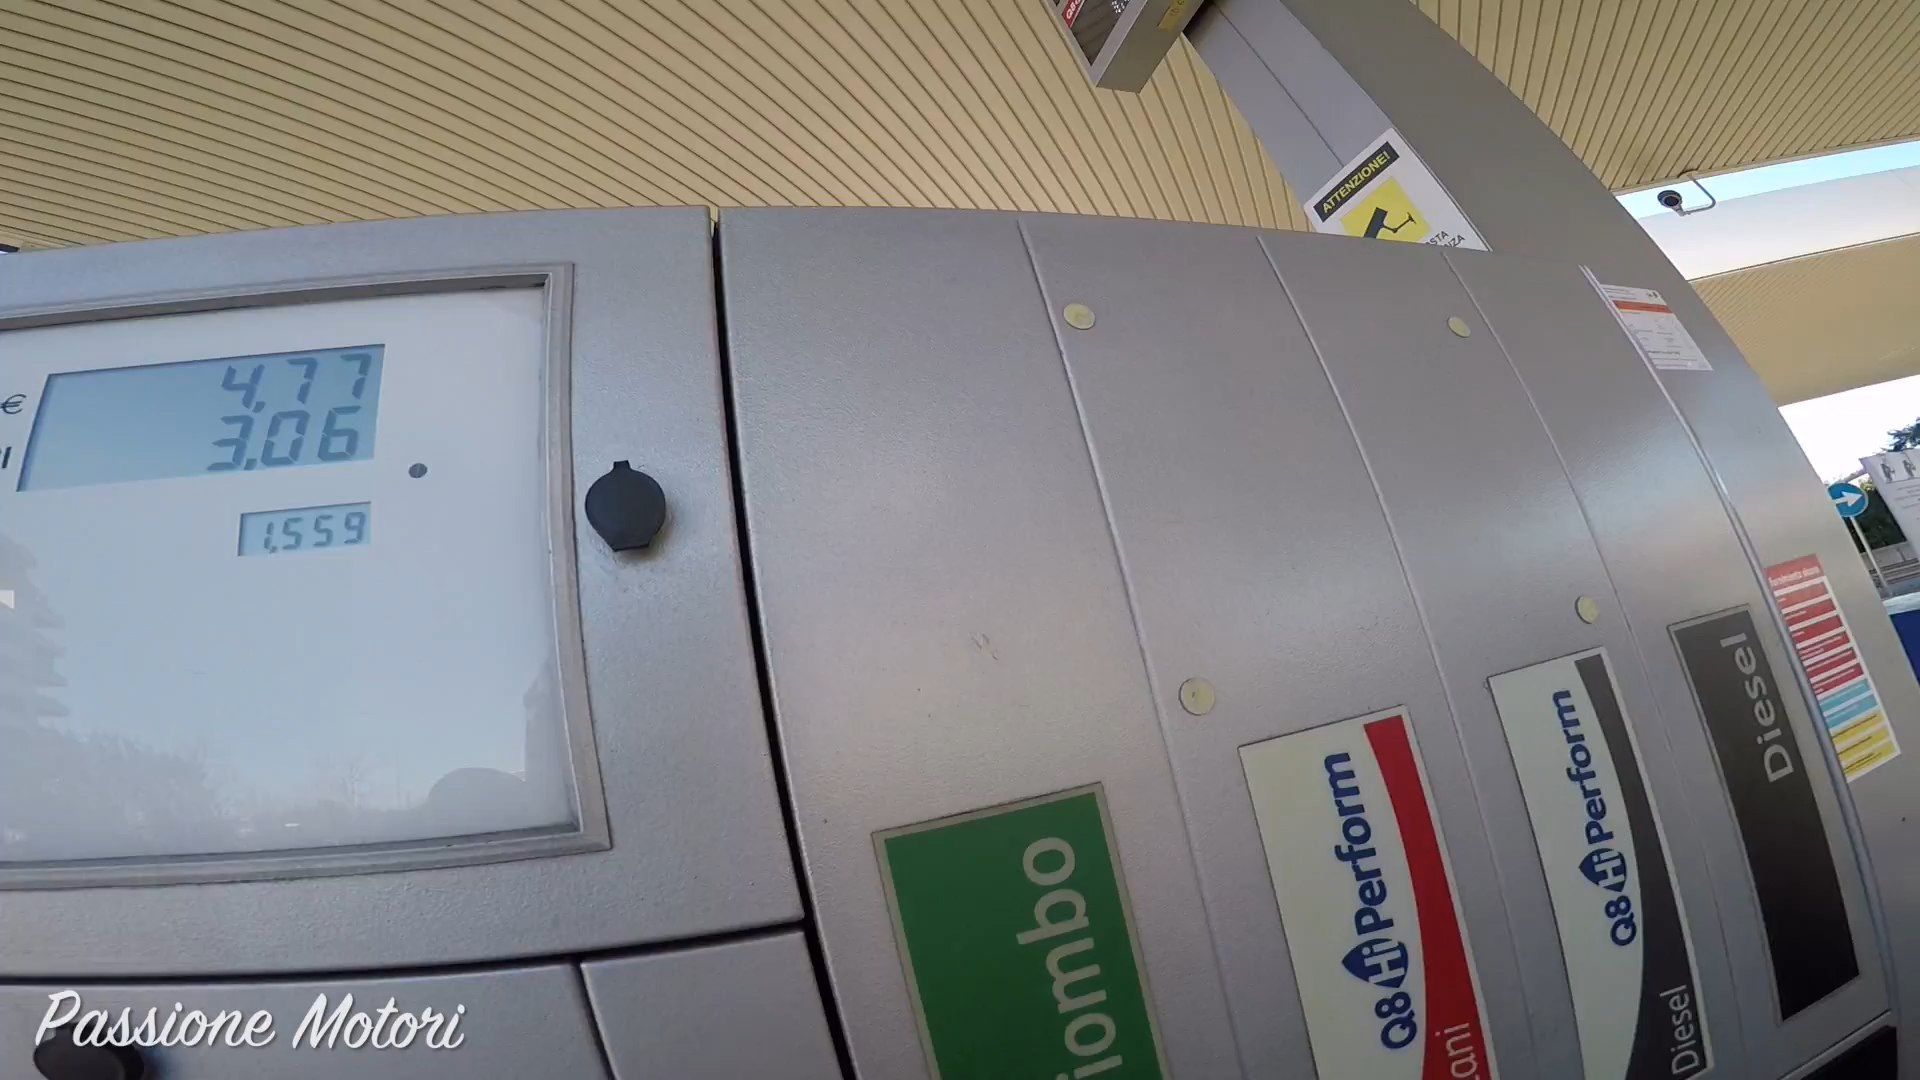 Q8
ATTENZIONE!
€
4,77
3,06
1,559
iombo
Q8 Hi Perform
ani
Q8 Hi Perform
Diesel
Diesel
Passione Motori